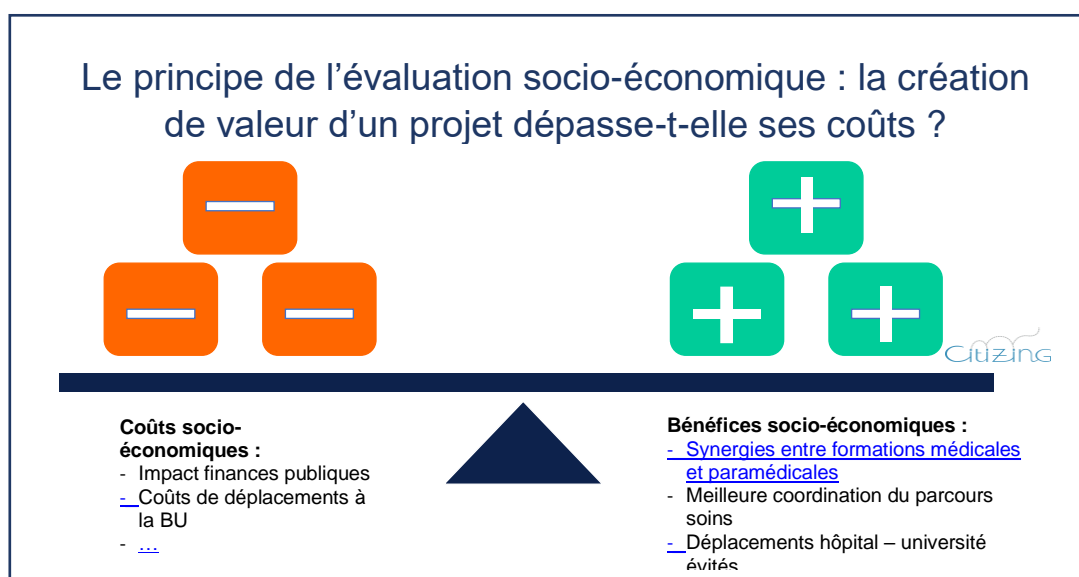 Le principe de l'évaluation socio-économique : la création
de valeur d'un projet dépasse-t-elle ses coûts ?
Citizing
Coûts socio-
économiques :
- Impact finances publiques
- Coûts de déplacements à
la BU
- ...
Bénéfices socio-économiques :
- Synergies entre formations médicales
et paramédicales
- Meilleure coordination du parcours
soins
- Déplacements hôpital – université
évités